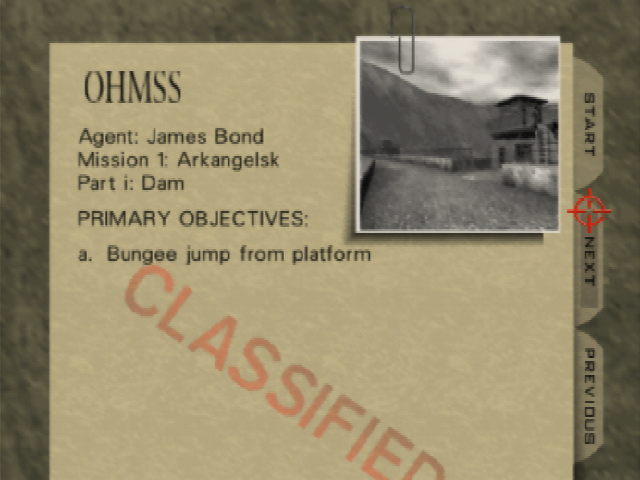 OHMSS
Agent: James Bond
Mission 1: Arkangelsk
Part i: Dam
PRIMARY OBJECTIVES:
a. Bungee jump from platform
CLASSIFIED
START
NEXT
PREVIOUS